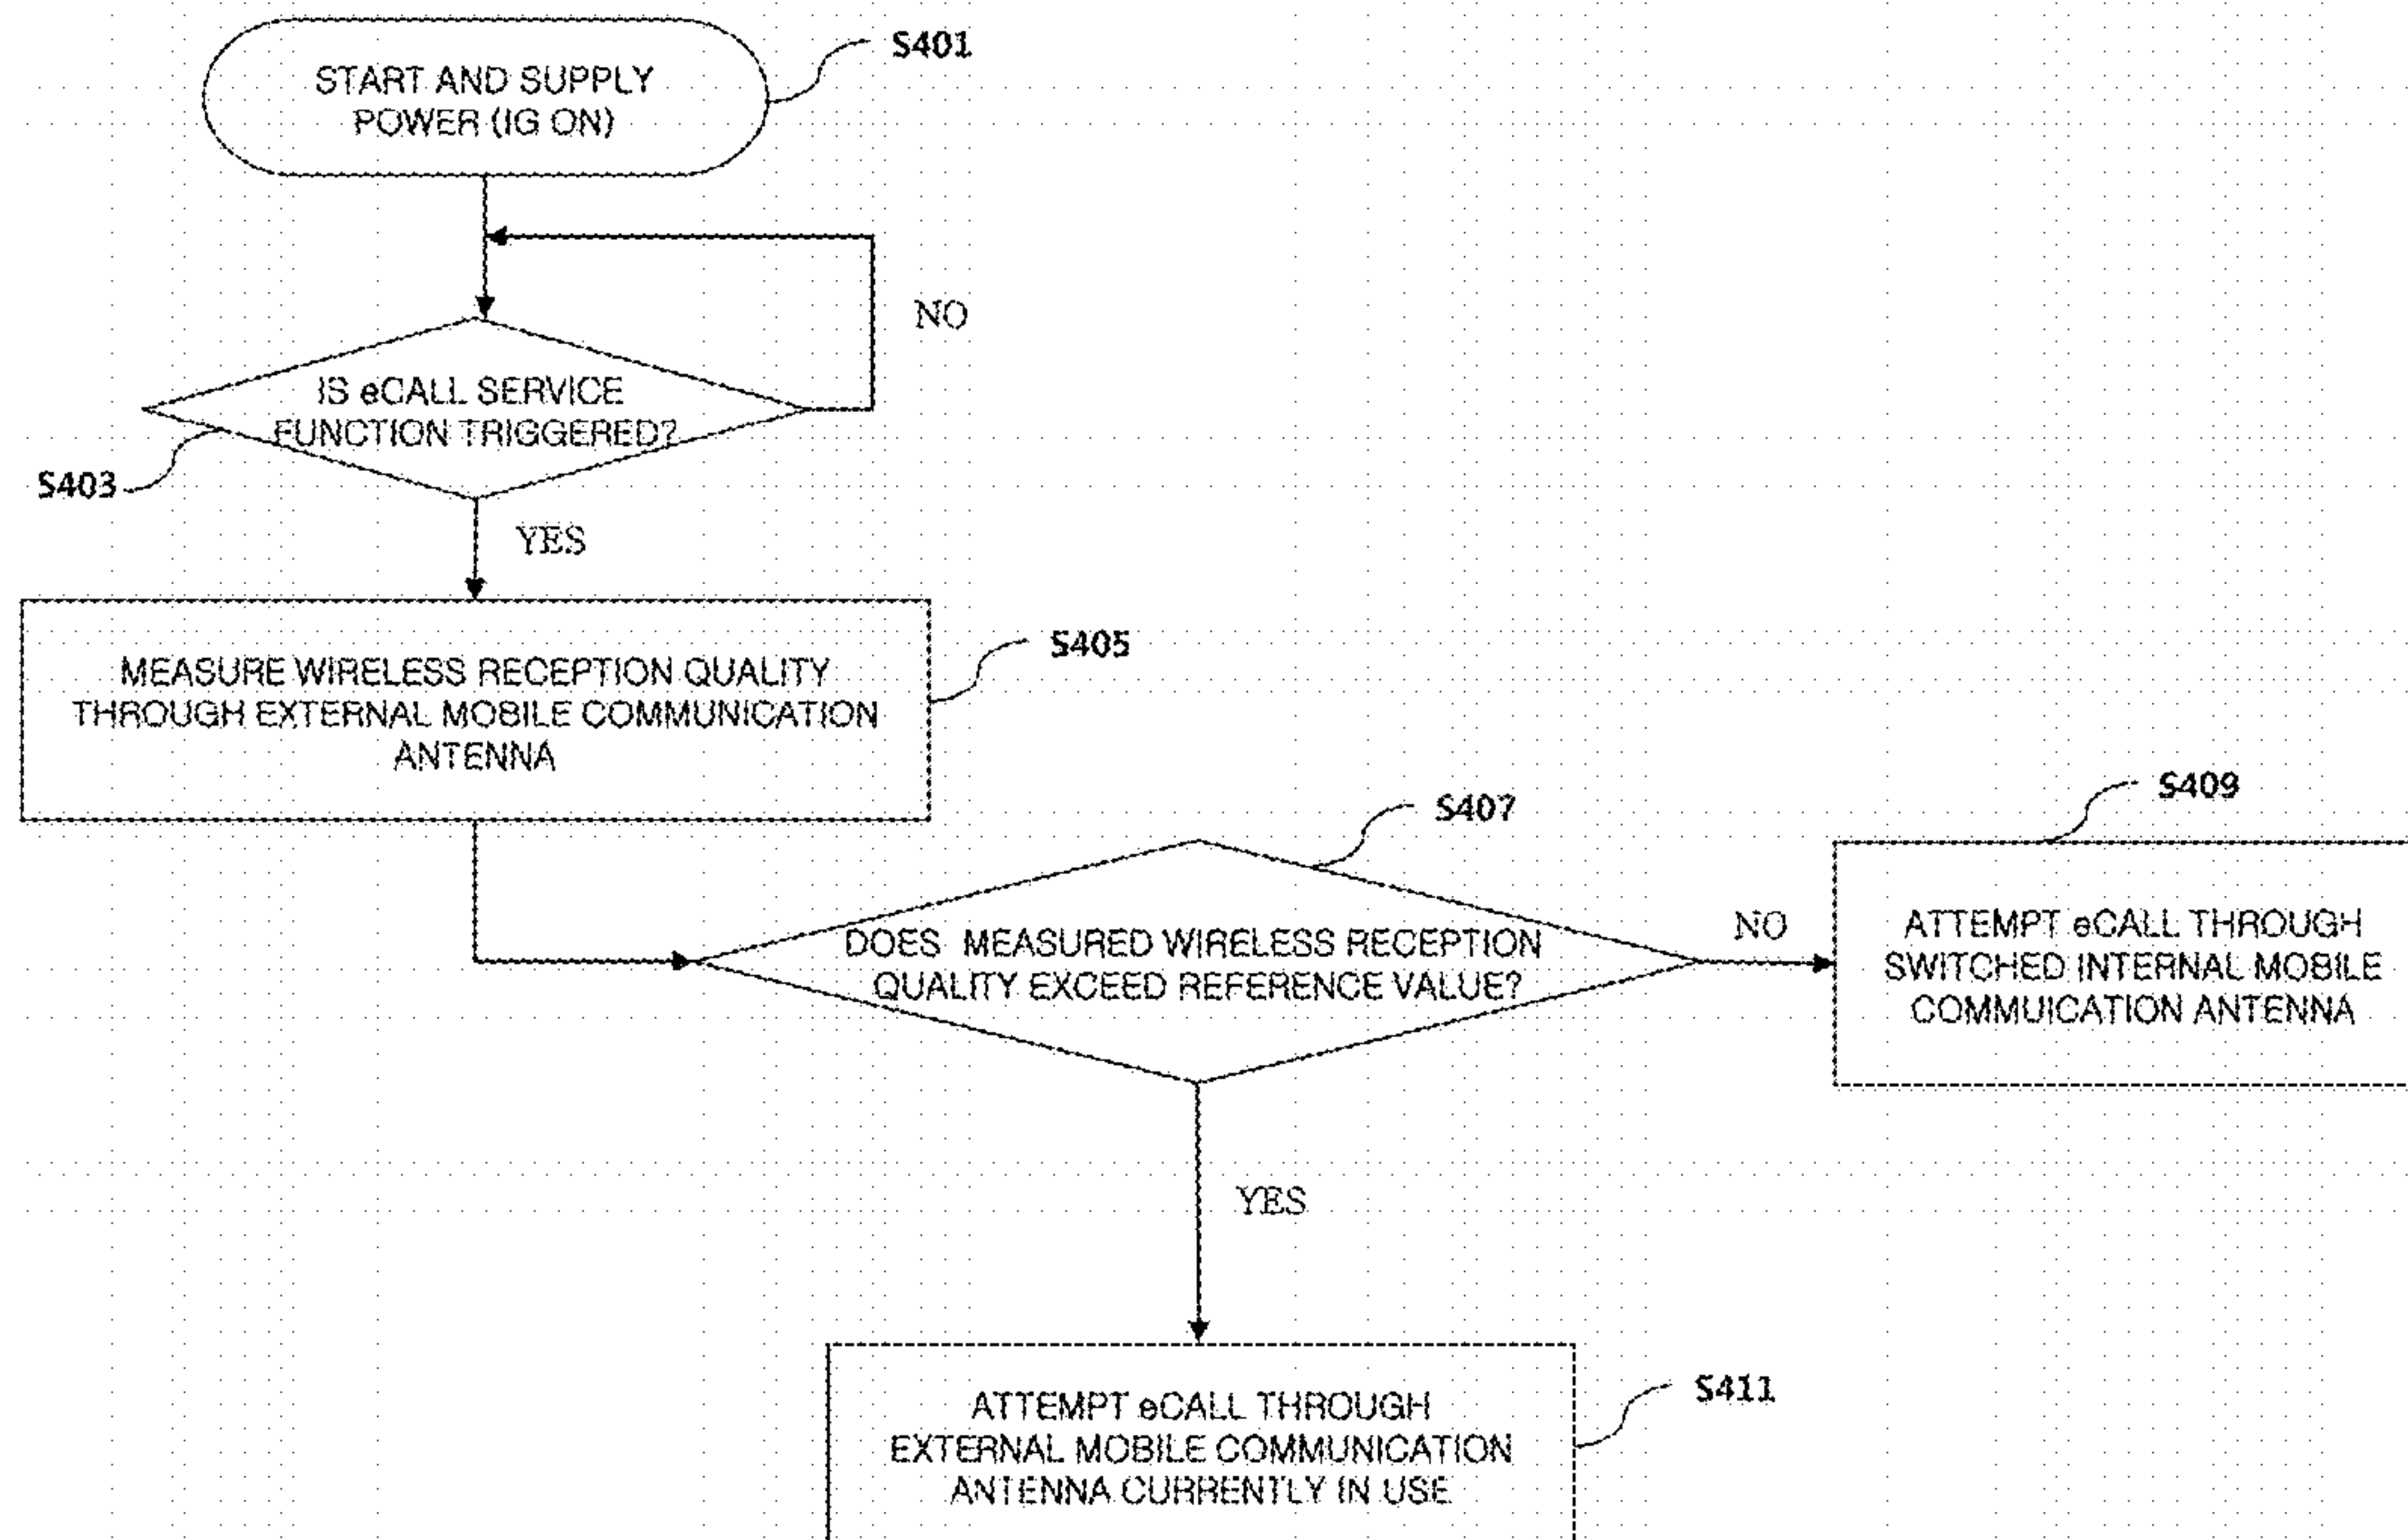 START AND SUPPLY
POWER (IG ON)
S401
NO
IS eCALL SERVICE
FUNCTION TRIGGERED?
S403
YES
MEASURE WIRELESS RECEPTION QUALITY
THROUGH EXTERNAL MOBILE COMMUNICATION
ANTENNA
S405
S407
DOES MEASURED WIRELESS RECEPTION
QUALITY EXCEED REFERENCE VALUE?
NO
S409
ATTEMPT eCALL THROUGH
SWITCHED INTERNAL MOBILE
COMMUICATION ANTENNA
YES
ATTEMPT eCALL THROUGH
EXTERNAL MOBILE COMMUNICATION
ANTENNA CURRENTLY IN USE
S411